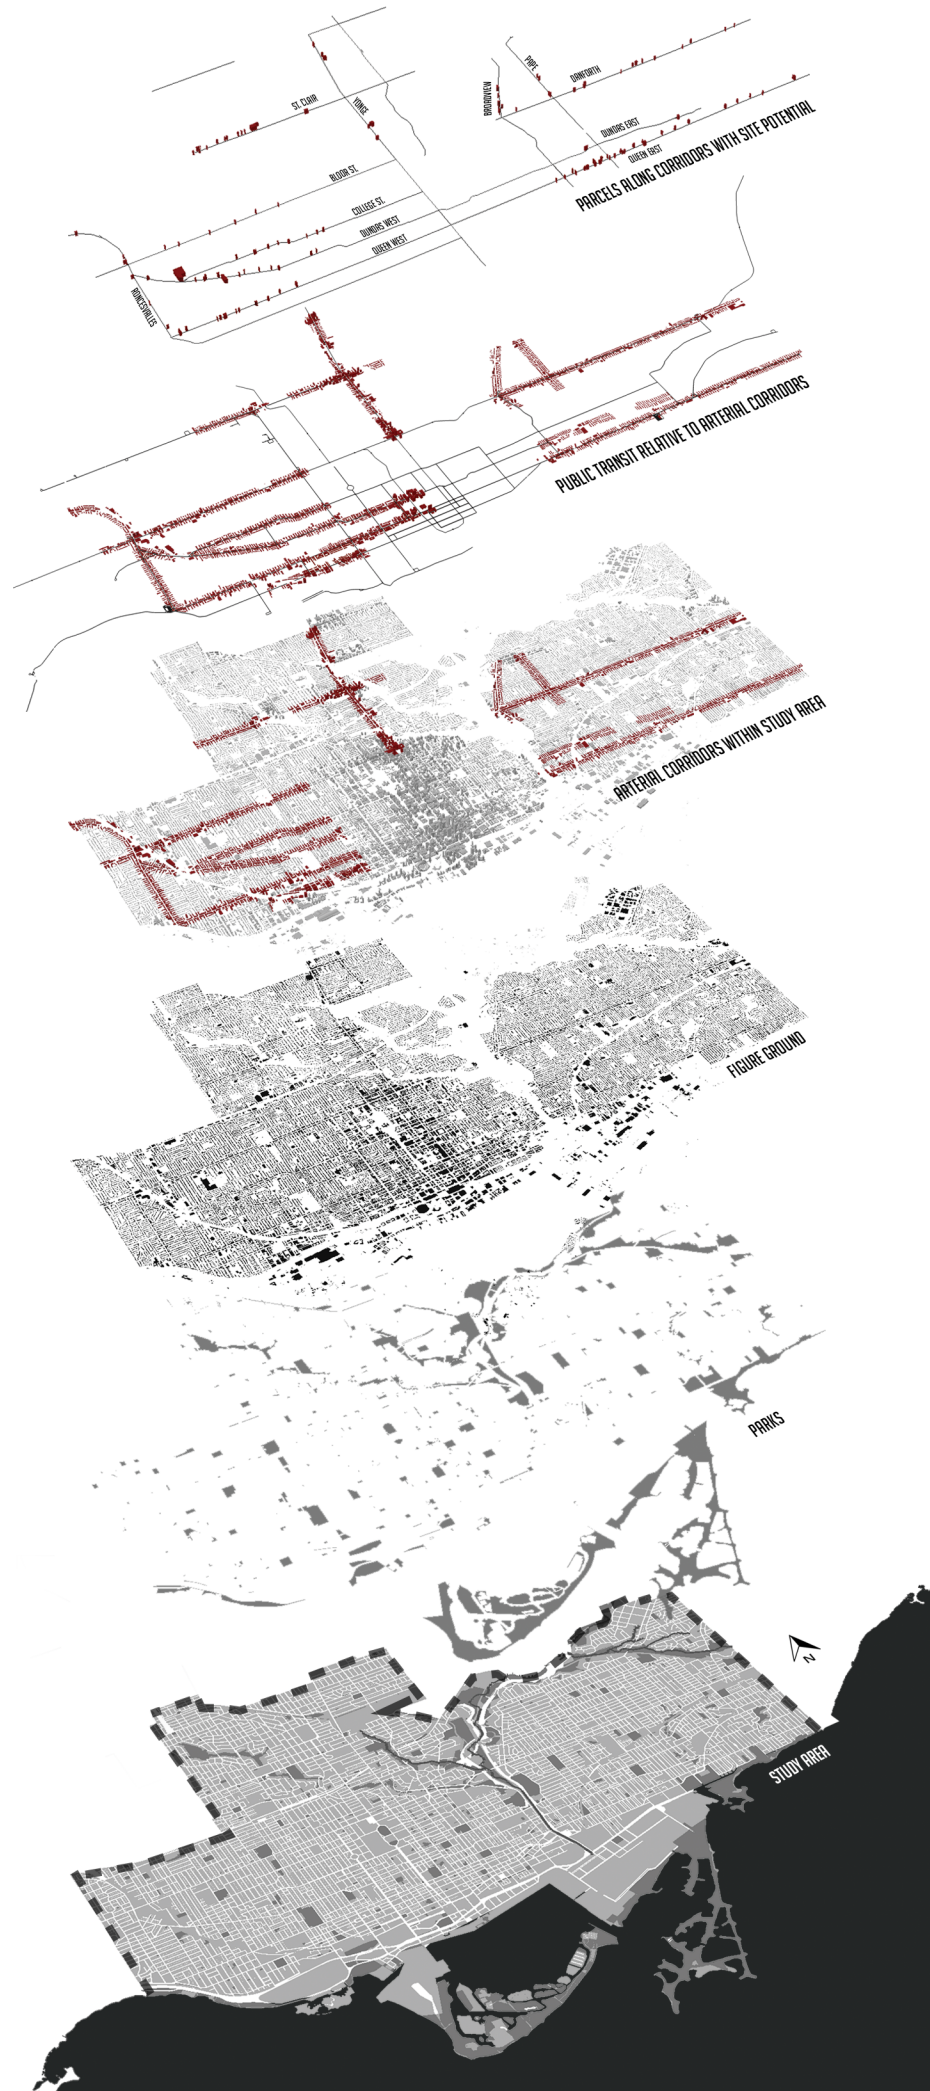 ST. CLAIR
YONGE
BROADVIEW
PAPE
DANFORTH
DUNDAS EAST
QUEEN EAST
BLOOR ST.
COLLEGE ST.
DUNDAS WEST
QUEEN WEST
RONCESVALLES
PARCELS ALONG CORRIDORS WITH SITE POTENTIAL
PUBLIC TRANSIT RELATIVE TO ARTERIAL CORRIDORS
ARTERIAL CORRIDORS WITHIN STUDY AREA
FIGURE GROUND
PARKS
N
STUDY AREA